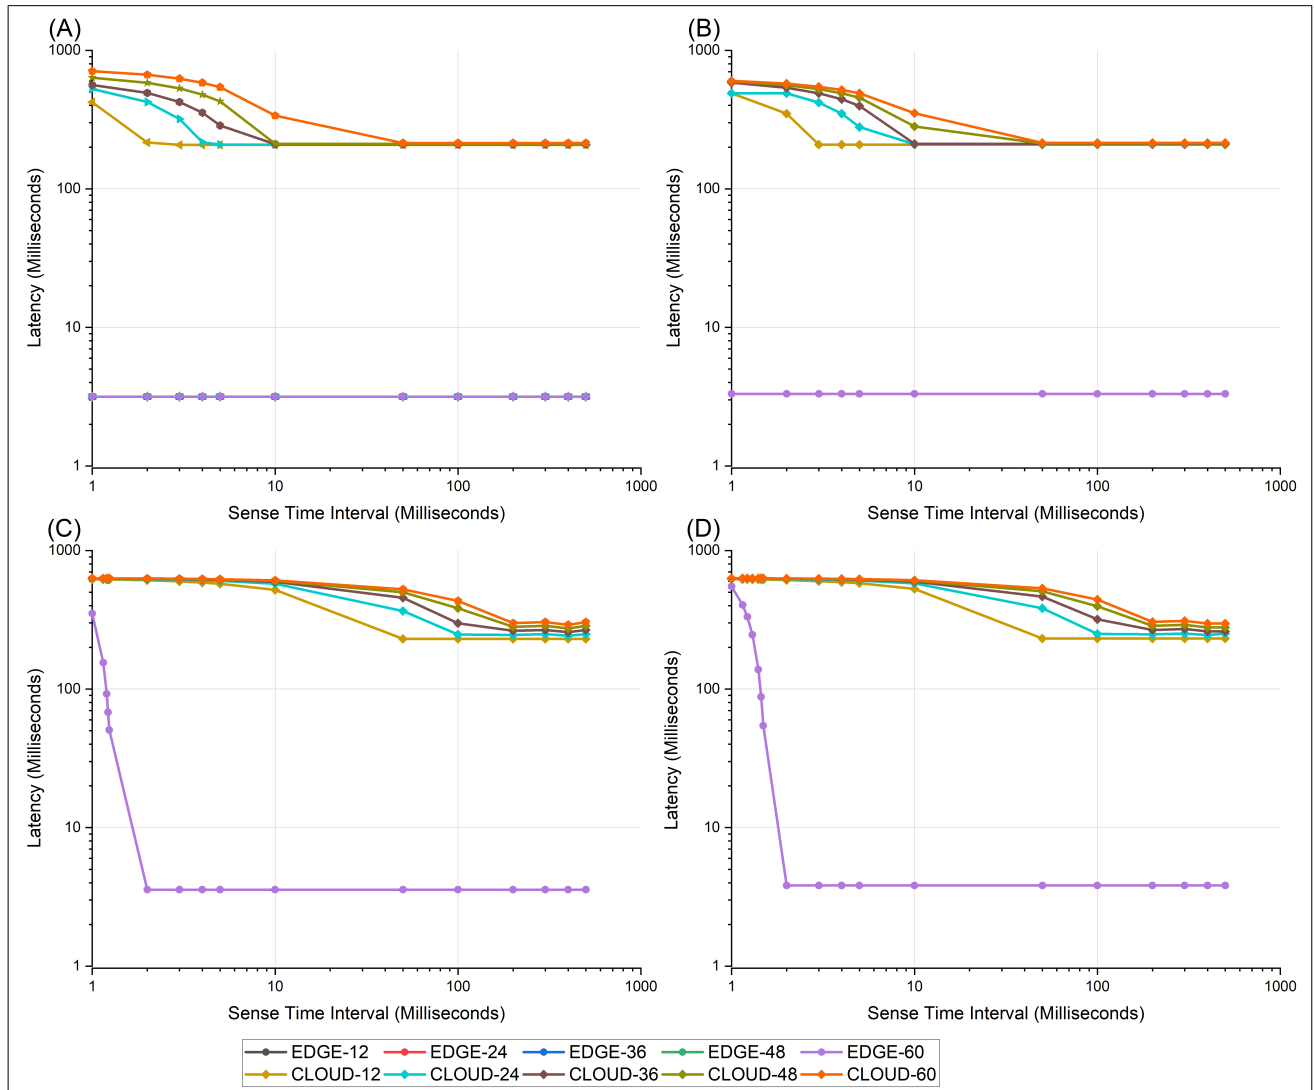 (A)
1000
100
10
1
Latency (Milliseconds)
1
10
100
1000
Sense Time Interval (Milliseconds)
(B)
1000
100
10
1
Latency (Milliseconds)
1
10
100
1000
Sense Time Interval (Milliseconds)
(C)
1000
100
10
1
Latency (Milliseconds)
1
10
100
1000
Sense Time Interval (Milliseconds)
(D)
1000
100
10
1
Latency (Milliseconds)
1
10
100
1000
Sense Time Interval (Milliseconds)
EDGE-12 EDGE-24 EDGE-36 EDGE-48 EDGE-60
CLOUD-12 CLOUD-24 CLOUD-36 CLOUD-48 CLOUD-60